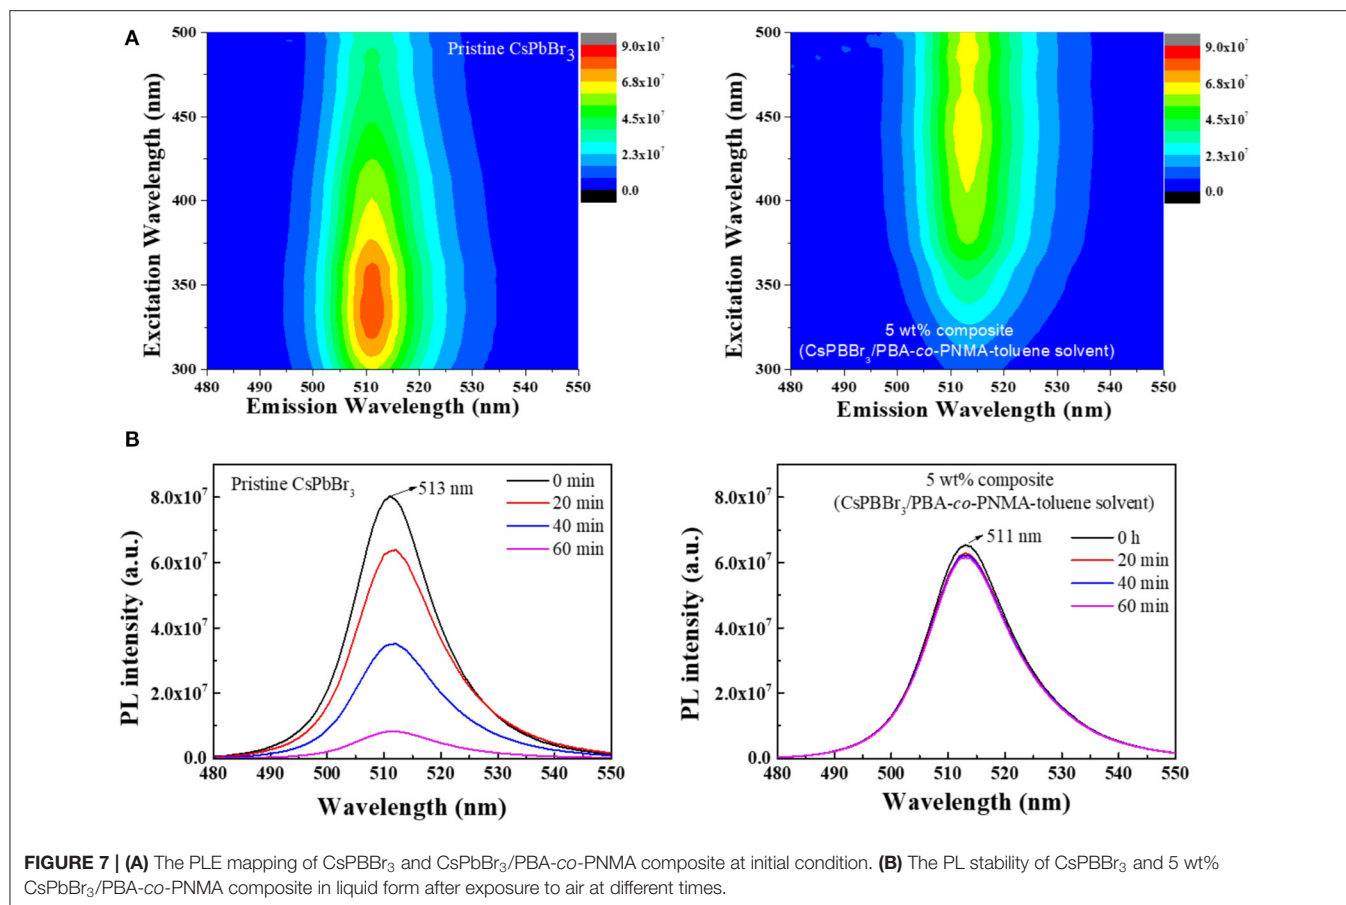 A
500
450
400
350
300
Excitation Wavelength (nm)
Pristine CsPbBr3
480 490 500 510 520 530 540 550
Emission Wavelength (nm)
9.0x10^7
6.8x10^7
4.5x10^7
2.3x10^7
0.0
500
450
400
350
300
Excitation Wavelength (nm)
5 wt% composite
(CsPBBr3/PBA-co-PNMA-toluene solvent)
480 490 500 510 520 530 540 550
Emission Wavelength (nm)
9.0x10^7
6.8x10^7
4.5x10^7
2.3x10^7
0.0
B
8.0x10^7
6.0x10^7
4.0x10^7
2.0x10^7
0.0
PL intensity (a.u.)
Pristine CsPbBr3
513 nm
0 min
20 min
40 min
60 min
480 490 500 510 520 530 540 550
Wavelength (nm)
8.0x10^7
6.0x10^7
4.0x10^7
2.0x10^7
0.0
PL intensity (a.u.)
5 wt% composite
(CsPBBr3/PBA-co-PNMA-toluene solvent)
511 nm
0 h
20 min
40 min
60 min
480 490 500 510 520 530 540 550
Wavelength (nm)
FIGURE 7 | (A) The PLE mapping of CsPBBr3 and CsPbBr3/PBA-co-PNMA composite at initial condition. (B) The PL stability of CsPBBr3 and 5 wt%
CsPbBr3/PBA-co-PNMA composite in liquid form after exposure to air at different times.